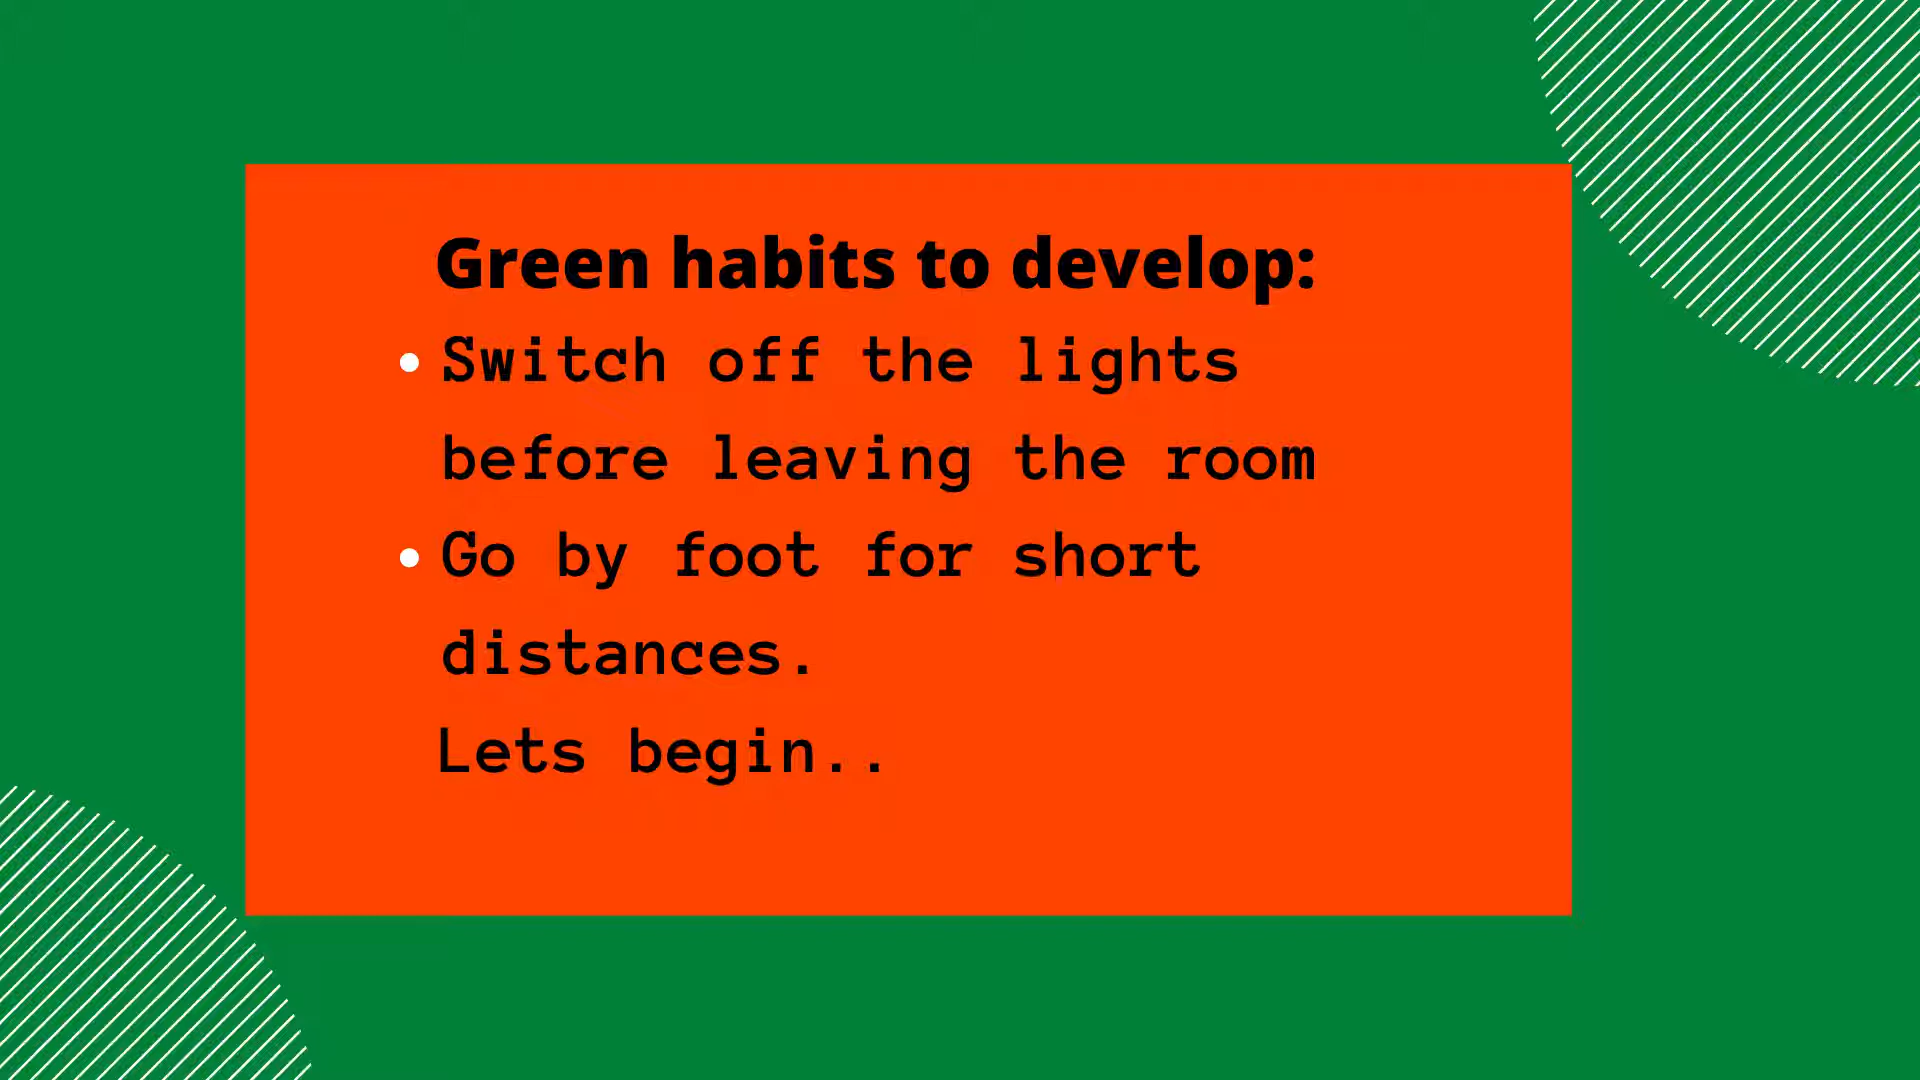 Green habits to develop:
Switch off the lights
before leaving the room
Go by foot for short
distances.
Lets begin..